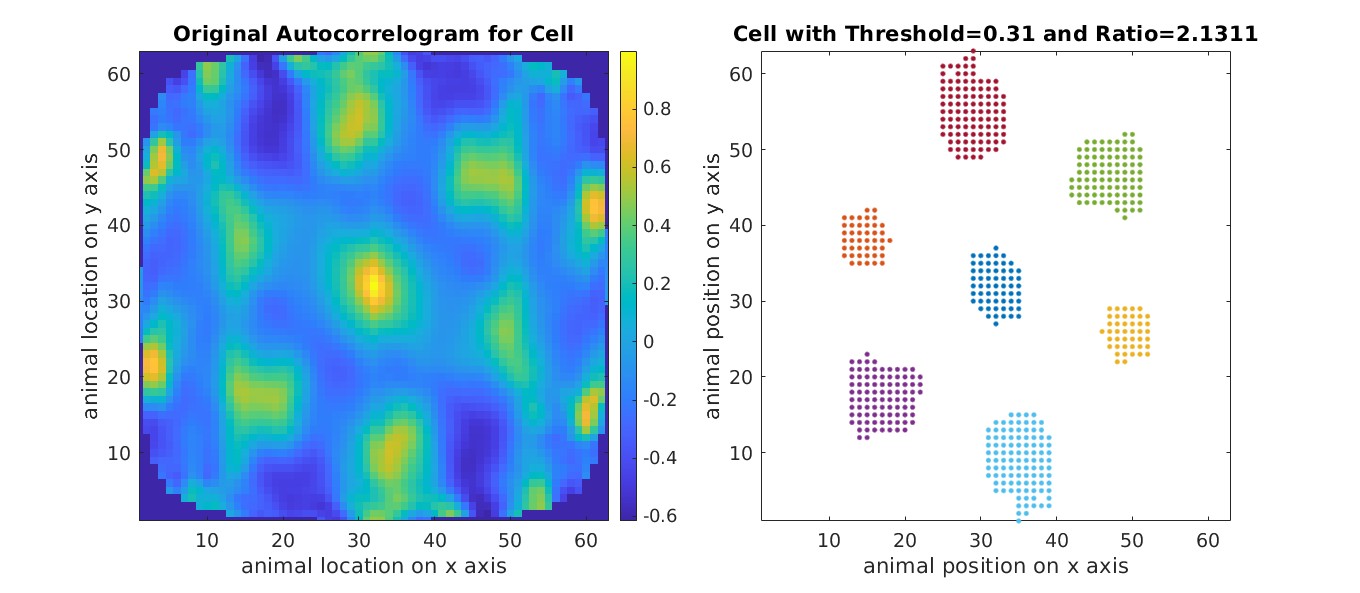 Original Autocorrelogram for Cell
60
50
40
30
20
10
10 20 30 40 50 60
animal location on x axis
animal location on y axis
0.8
0.6
0.4
0.2
0
-0.2
-0.4
-0.6
Cell with Threshold=0.31 and Ratio=2.1311
60
50
40
30
20
10
10 20 30 40 50 60
animal position on x axis
animal position on y axis